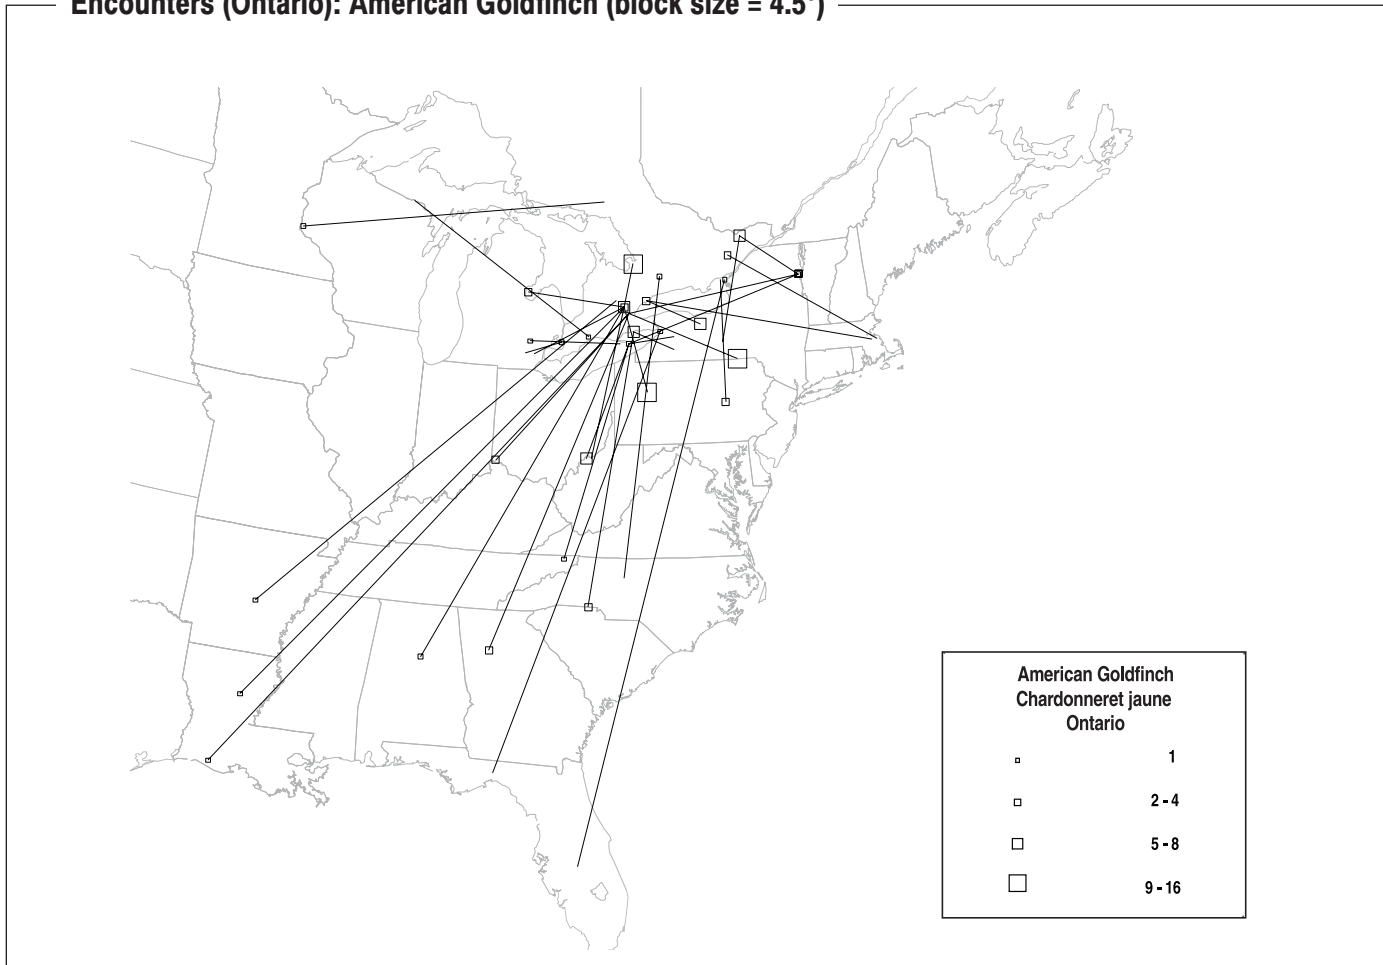 Encounters (Ontario): American Goldfinch (block size = 4.5°)
American Goldfinch
Chardonneret jaune
Ontario
1
2 - 4
5 - 8
9 - 16